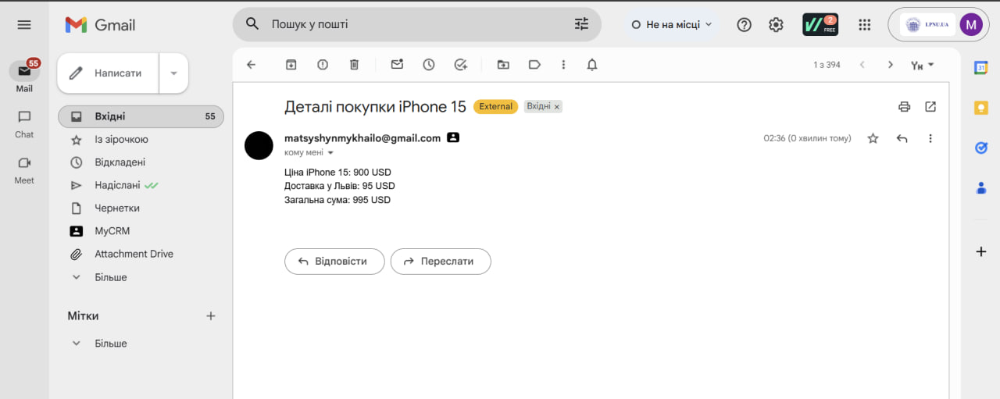 Gmail
Пошук у пошті
Не на місці
2
FREE
LPNU.UA
M
55
Mail
Chat
Meet
Написати
Вхідні 55
Із зірочкою
Відкладені
Надіслані
Чернетки
MyCRM
Attachment Drive
Більше
Мітки
Більше
1 з 394
Ун
Деталі покупки iPhone 15 External Вхідні ×
matsyshynmykhailo@gmail.com
02:36 (0 хвилин тому)
кому мені
Ціна iPhone 15: 900 USD
Доставка у Львів: 95 USD
Загальна сума: 995 USD
Відповісти
Переслати
31